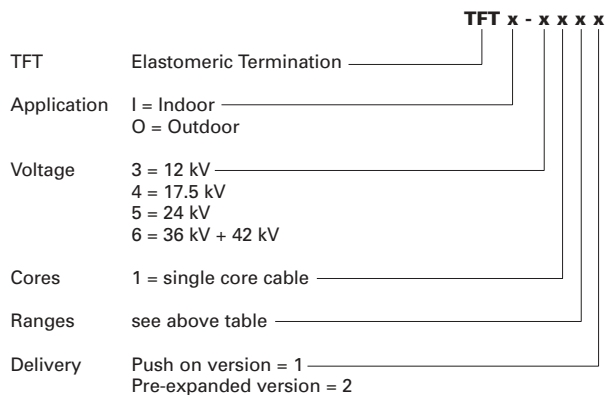 TFT x - x x x x
TFT Elastomeric Termination
Application I = Indoor
O = Outdoor
Voltage 3 = 12 kV
4 = 17.5 kV
5 = 24 kV
6 = 36 kV + 42 kV
Cores 1 = single core cable
Ranges see above table
Delivery Push on version = 1
Pre-expanded version = 2